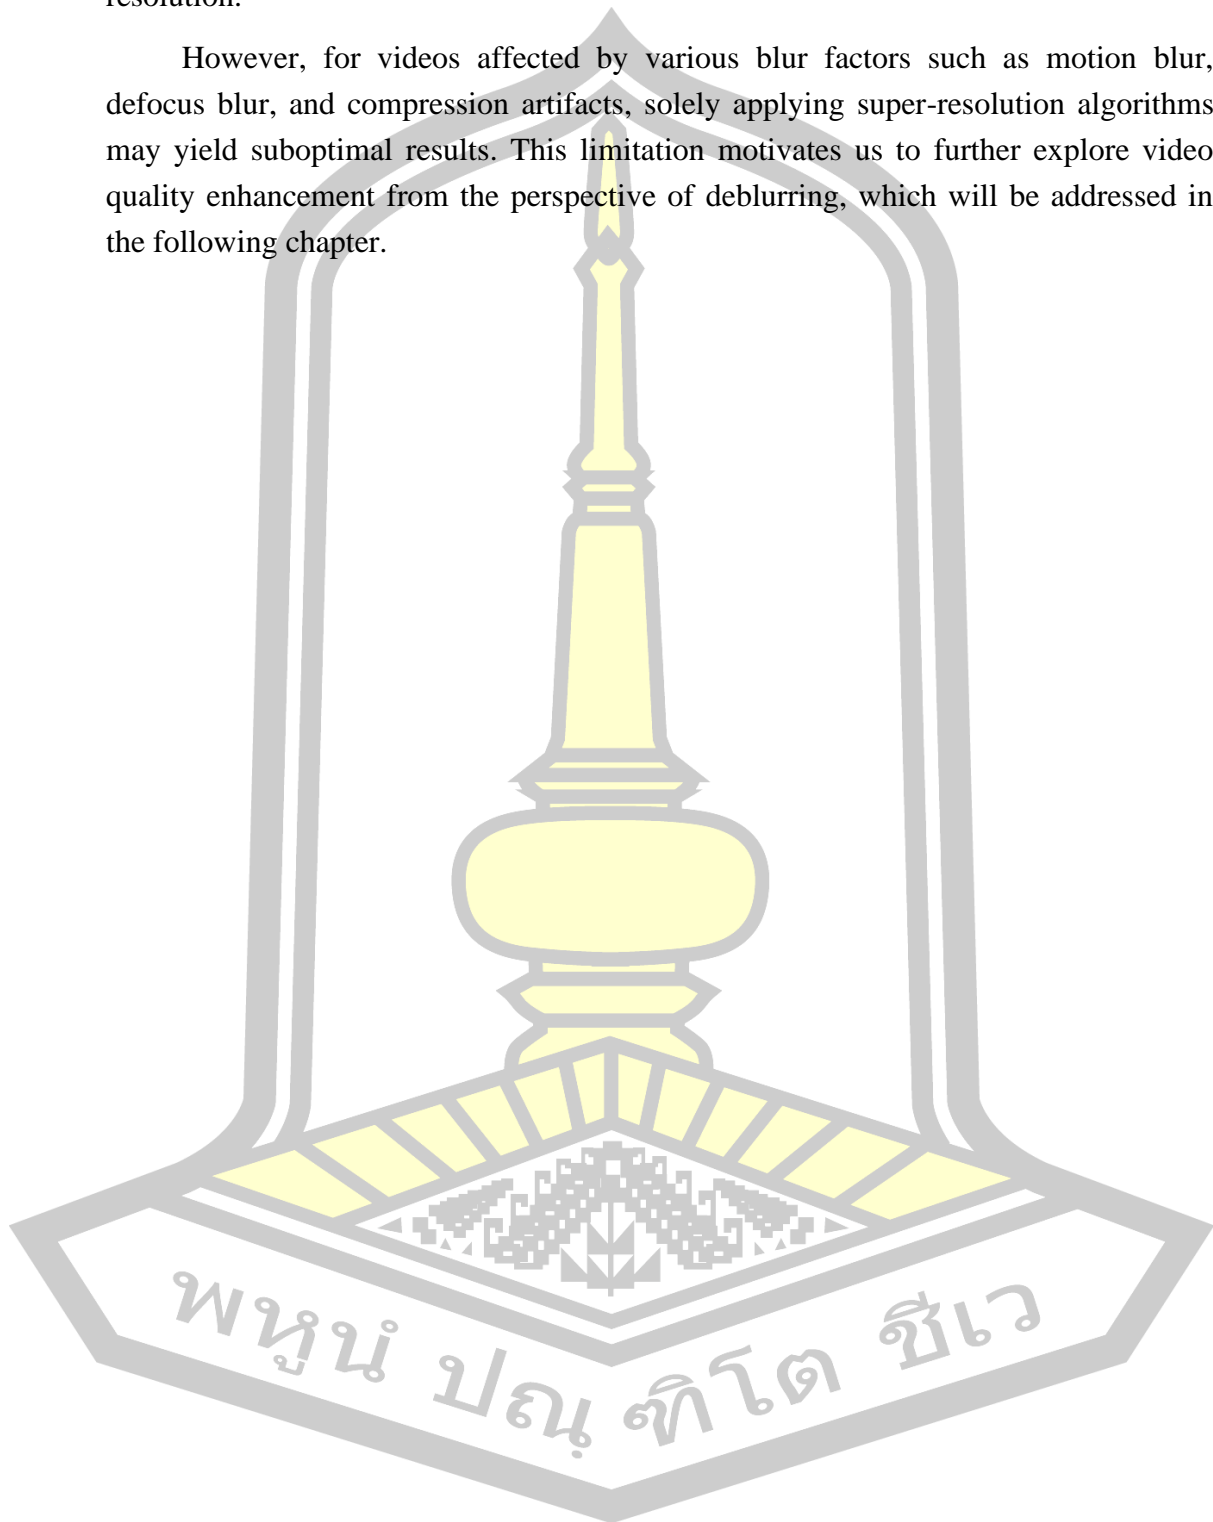 resolution.
However, for videos affected by various blur factors such as motion blur,
defocus blur, and compression artifacts, solely applying super-resolution algorithms
may yield suboptimal results. This limitation motivates us to further explore video
quality enhancement from the perspective of deblurring, which will be addressed in
the following chapter.
พหูนํ ปณฺ ฑิโต ชีเว